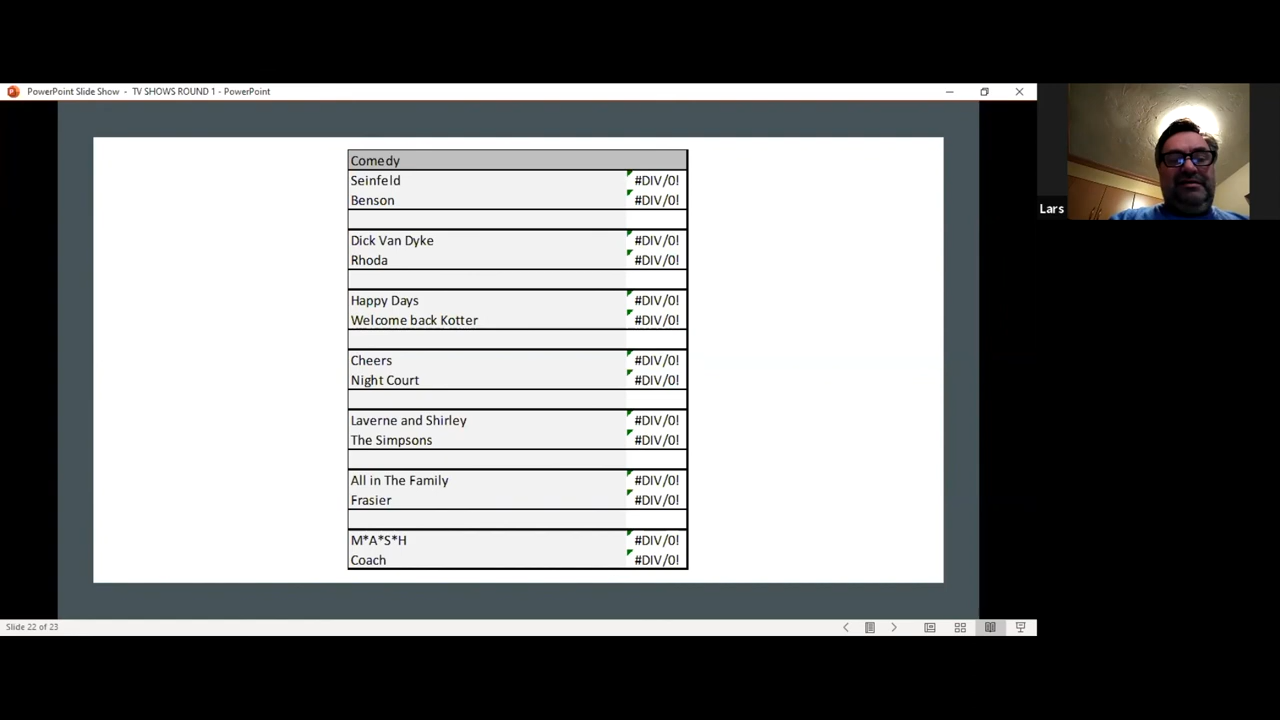 PowerPoint Slide Show - TV SHOWS ROUND 1 - PowerPoint
Comedy
Seinfeld #DIV/0!
Benson #DIV/0!
Dick Van Dyke #DIV/0!
Rhoda #DIV/0!
Happy Days #DIV/0!
Welcome back Kotter #DIV/0!
Cheers #DIV/0!
Night Court #DIV/0!
Laverne and Shirley #DIV/0!
The Simpsons #DIV/0!
All in The Family #DIV/0!
Frasier #DIV/0!
M*A*S*H #DIV/0!
Coach #DIV/0!
Lars
Slide 22 of 23